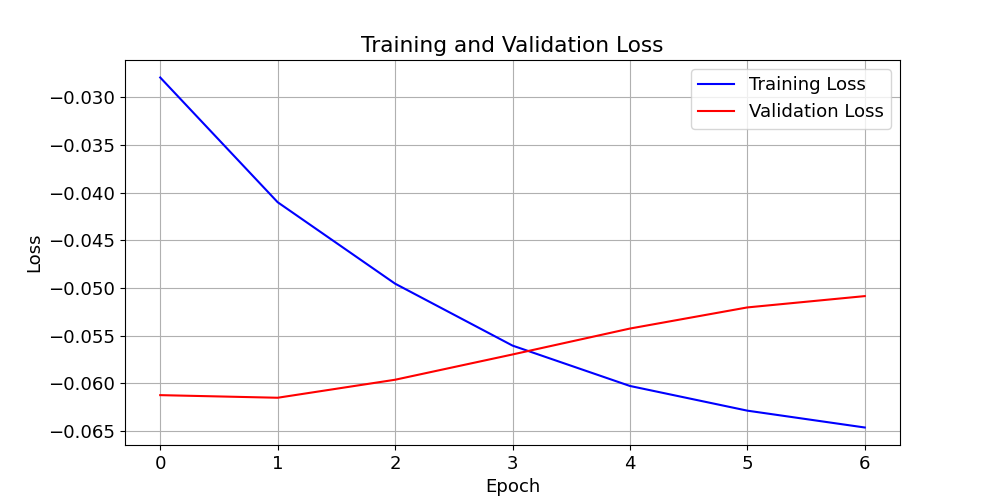 Training and Validation Loss
Training Loss
Validation Loss
−0.030
−0.035
−0.040
−0.045
−0.050
−0.055
−0.060
−0.065
Loss
0 1 2 3 4 5 6
Epoch